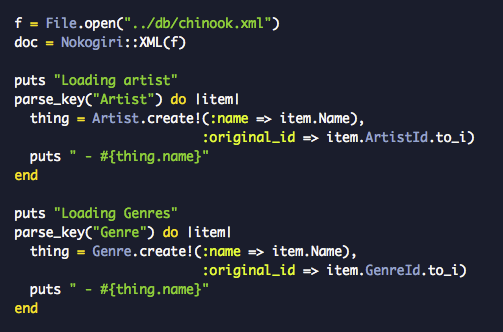 f = File.open("../db/chinook.xml")
doc = Nokogiri::XML(f)

puts "Loading artist"
parse_key("Artist") do |item|
  thing = Artist.create!(:name => item.Name),
                         :original_id => item.ArtistId.to_i)
  puts " - #{thing.name}"
end

puts "Loading Genres"
parse_key("Genre") do |item|
  thing = Genre.create!(:name => item.Name),
                         :original_id => item.GenreId.to_i)
  puts " - #{thing.name}"
end